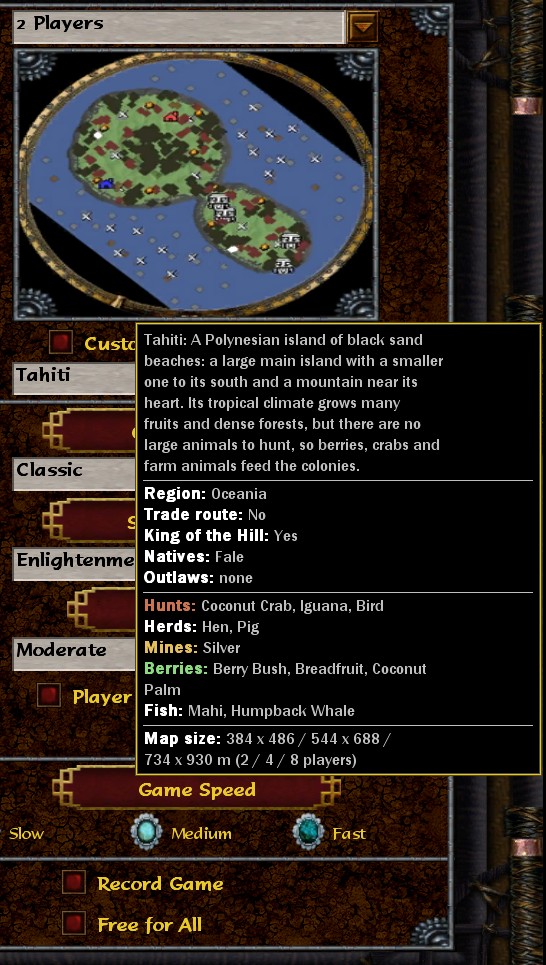 2 Players
Custo
Tahiti
Tahiti: A Polynesian island of black sand
beaches: a large main island with a smaller
one to its south and a mountain near its
heart. Its tropical climate grows many
fruits and dense forests, but there are no
large animals to hunt, so berries, crabs and
farm animals feed the colonies.
Region: Oceania
Trade route: No
King of the Hill: Yes
Natives: Fale
Outlaws: none
Hunts: Coconut Crab, Iguana, Bird
Herds: Hen, Pig
Mines: Silver
Berries: Berry Bush, Breadfruit, Coconut
Palm
Fish: Mahi, Humpback Whale
Map size: 384 x 486 / 544 x 688 /
734 x 930 m (2 / 4 / 8 players)
Classic
S
Enlightenme
Moderate
Player
Game Speed
Slow Medium Fast
Record Game
Free for All